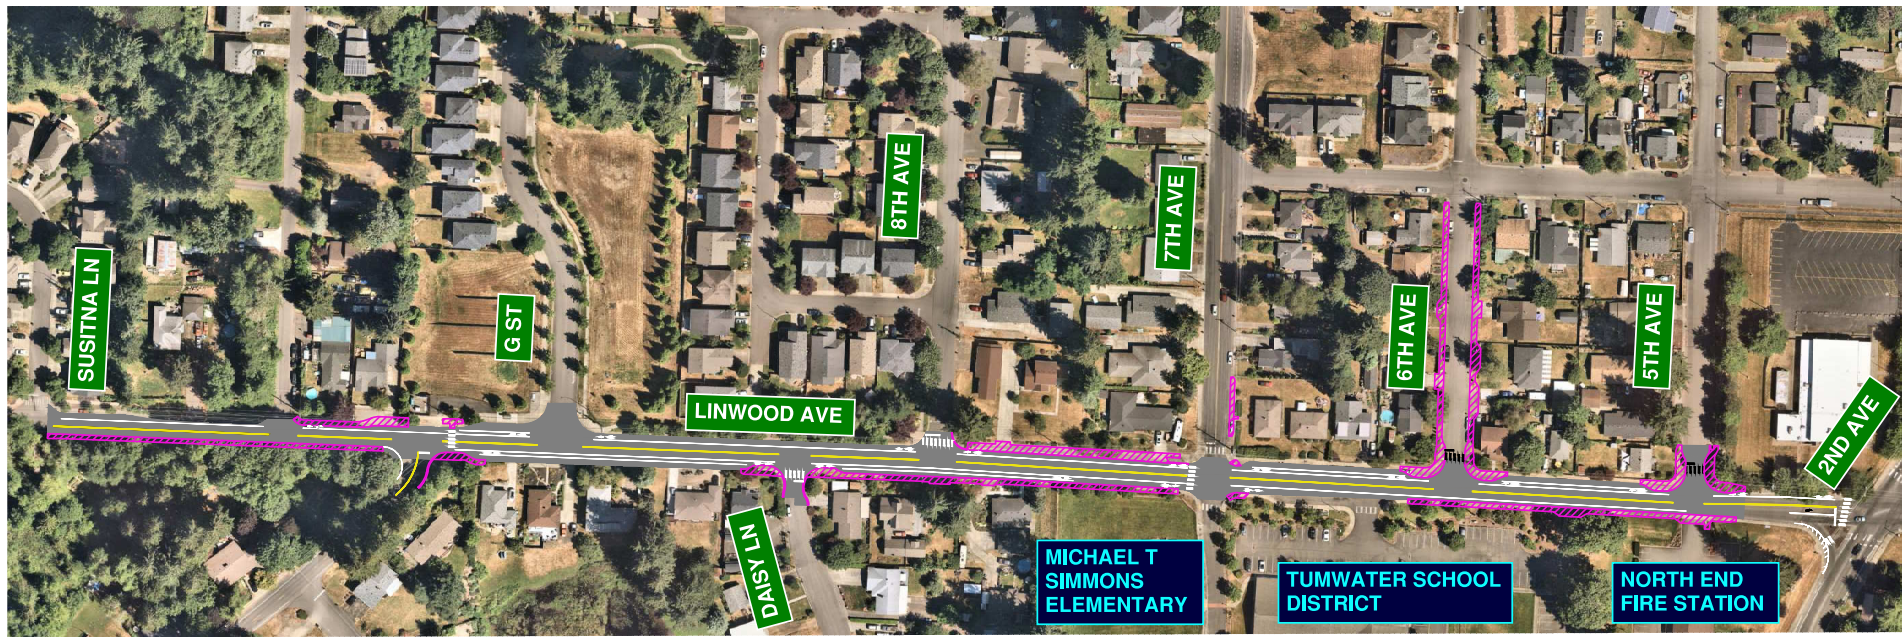 SUSITNA LN
G ST
LINWOOD AVE
8TH AVE
7TH AVE
6TH AVE
5TH AVE
2ND AVE
DAISY LN
MICHAEL T
SIMMONS
ELEMENTARY
TUMWATER SCHOOL
DISTRICT
NORTH END
FIRE STATION